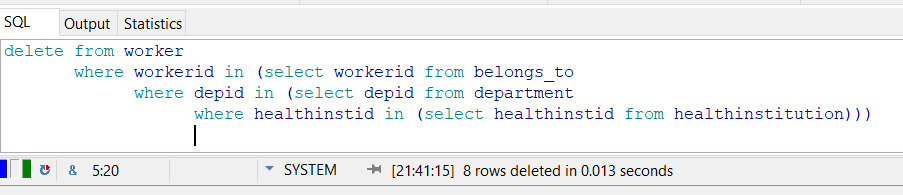 SQL Output Statistics
delete from worker
where workerid in (select workerid from belongs_to
where depid in (select depid from department
where healthinstid in (select healthinstid from healthinstitution)))
& 5:20 SYSTEM [21:41:15] 8 rows deleted in 0.013 seconds